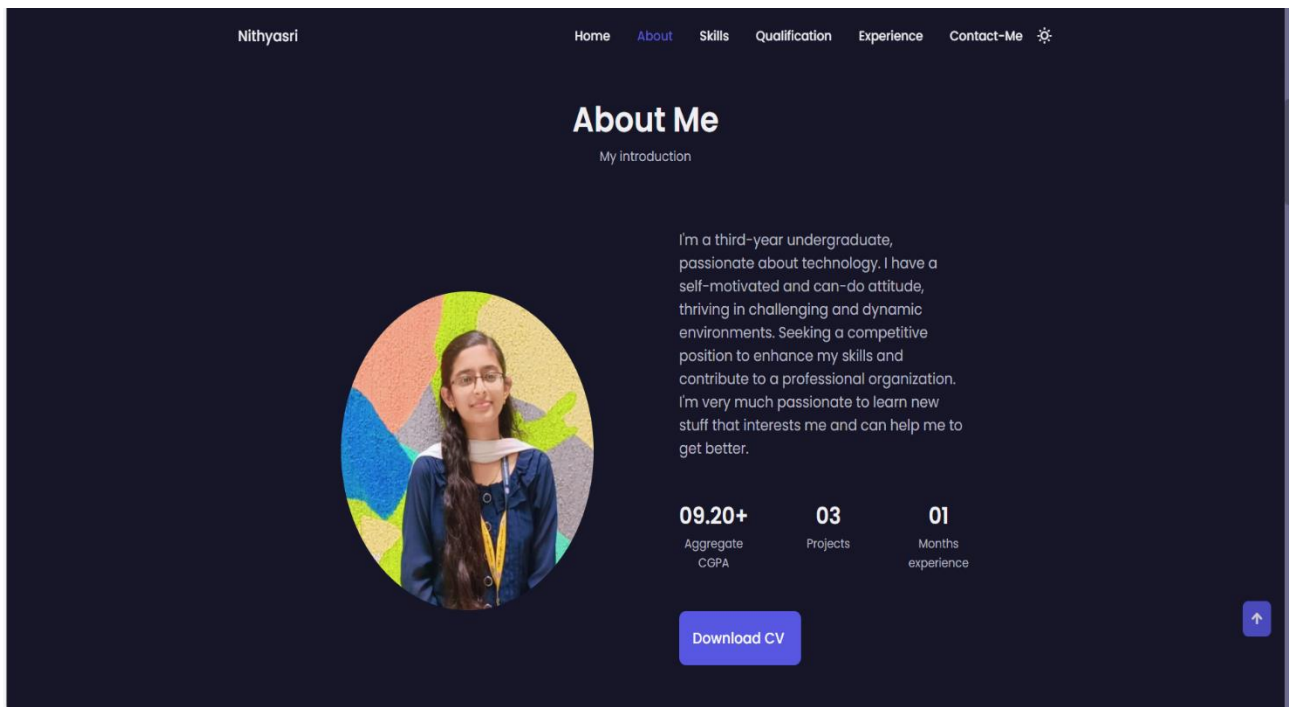 Nithyasri
Home About Skills Qualification Experience Contact-Me
About Me
My introduction
I'm a third-year undergraduate,
passionate about technology. I have a
self-motivated and can-do attitude,
thriving in challenging and dynamic
environments. Seeking a competitive
position to enhance my skills and
contribute to a professional organization.
I'm very much passionate to learn new
stuff that interests me and can help me to
get better.
09.20+ 03 01
Aggregate Projects Months
CGPA experience
Download CV